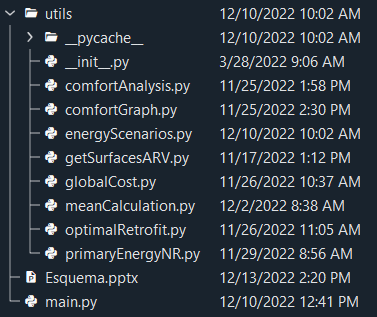 utils 12/10/2022 10:02 AM
__pycache__ 12/10/2022 10:02 AM
__init__.py 3/28/2022 9:06 AM
comfortAnalysis.py 11/25/2022 1:58 PM
comfortGraph.py 11/25/2022 2:30 PM
energyScenarios.py 12/10/2022 10:02 AM
getSurfacesARV.py 11/17/2022 1:12 PM
globalCost.py 11/26/2022 10:37 AM
meanCalculation.py 12/2/2022 8:38 AM
optimalRetrofit.py 11/26/2022 11:05 AM
primaryEnergyNR.py 11/29/2022 8:56 AM
Esquema.pptx 12/13/2022 2:20 PM
main.py 12/10/2022 12:41 PM